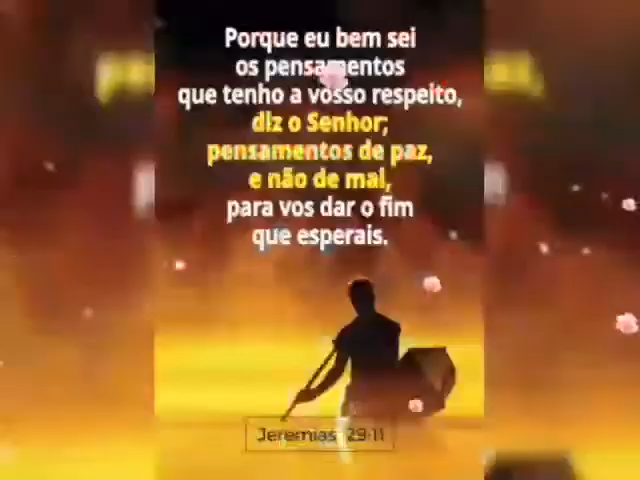 Porque eu bem sei
os pensamentos
que tenho a vosso respeito,
diz o Senhor;
pensamentos de paz,
e não de mal,
para vos dar o fim
que esperais.
Jeremias 29:11